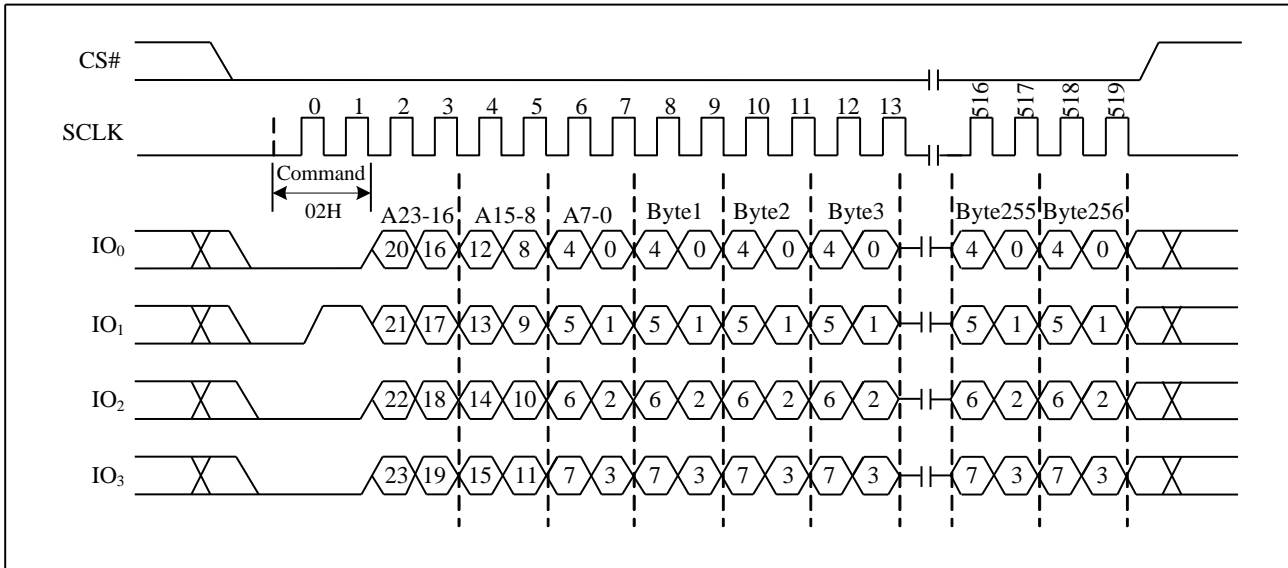 CS#
0 1 2 3 4 5 6 7 8 9 10 11 12 13 516 517 518 519
SCLK
Command
02H
A23-16 A15-8 A7-0 Byte1 Byte2 Byte3 Byte255 Byte256
IO0 20 16 12 8 4 0 4 0 4 0 4 0 4 0 4 0
IO1 21 17 13 9 5 1 5 1 5 1 5 1 5 1 5 1
IO2 22 18 14 10 6 2 6 2 6 2 6 2 6 2 6 2
IO3 23 19 15 11 7 3 7 3 7 3 7 3 7 3 7 3